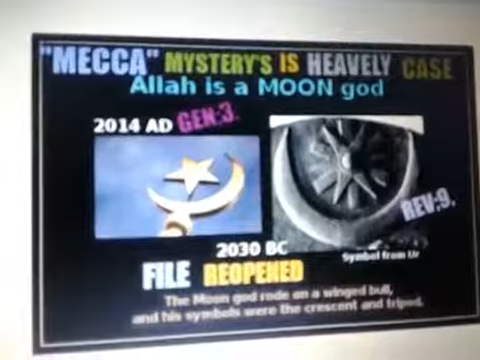 "MECCA" MYSTERY'S IS HEAVELY CASE
Allah is a MOON god
2014 AD GEN:3.
REV:9.
2030 BC
Symbol from Ur
FILE REOPENED
The Moon god rode on a winged bull,
and his symbols were the crescent and tripod.